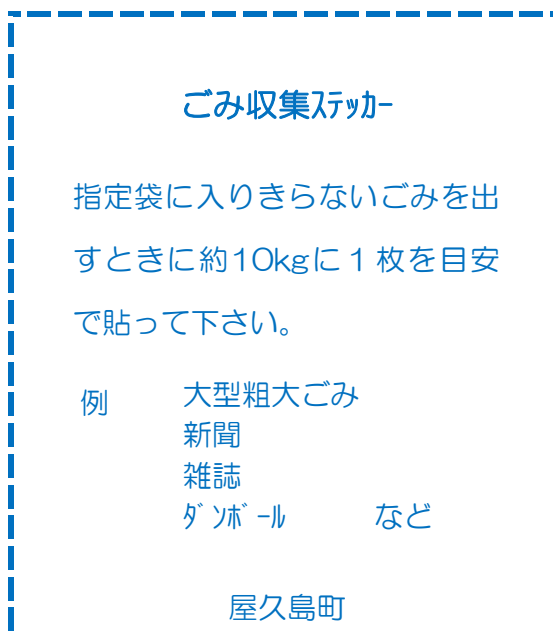 ごみ収集ｽﾃｯｶｰ
指定袋に入りきらないごみを出
すときに約10kgに１枚を目安
で貼って下さい。
例　大型粗大ごみ
新聞
雑誌
ﾀﾞﾝﾎﾞｰﾙ　など
屋久島町